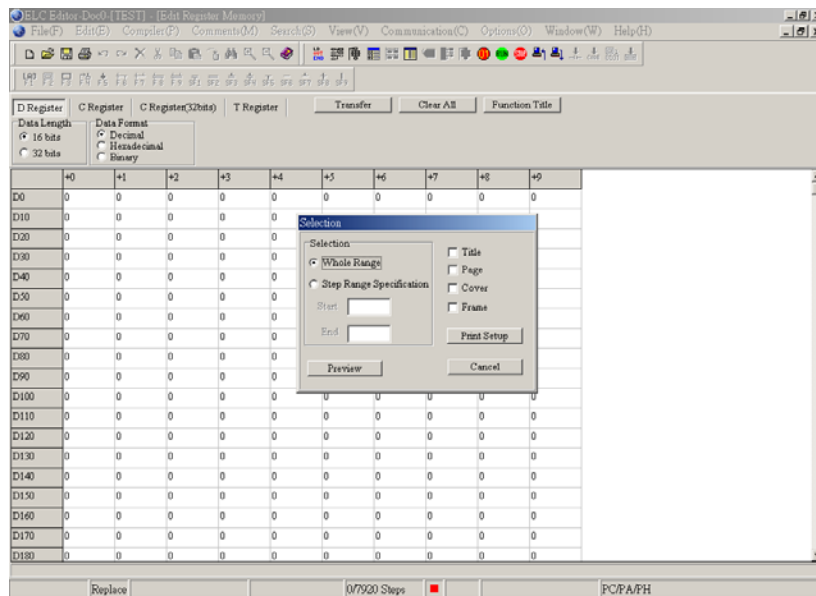 ELC Editor-Doc0-[TEST] - [Edit Register Memory]
File(F) Edit(E) Compiler(P) Comments(M) Search(S) View(V) Communication(C) Options(O) Window(W) Help(H)
D Register C Register C Register(32bits) T Register Transfer Clear All Function Title
Data Length Data Format
16 bits Decimal
32 bits Hexadecimal
Binary
+0 +1 +2 +3 +4 +5 +6 +7 +8 +9
D0 0 0 0 0 0 0 0 0 0 0
D10 0 0 0 0 0
D20 0 0 0 0 0
D30 0 0 0 0 0
D40 0 0 0 0 0
D50 0 0 0 0 0
D60 0 0 0 0 0
D70 0 0 0 0 0
D80 0 0 0 0 0
D90 0 0 0 0 0
D100 0 0 0 0 0 0 0 0 0 0
D110 0 0 0 0 0 0 0 0 0 0
D120 0 0 0 0 0 0 0 0 0 0
D130 0 0 0 0 0 0 0 0 0 0
D140 0 0 0 0 0 0 0 0 0 0
D150 0 0 0 0 0 0 0 0 0 0
D160 0 0 0 0 0 0 0 0 0 0
D170 0 0 0 0 0 0 0 0 0 0
D180 0 0 0 0 0 0 0 0 0 0
Selection
Selection
Whole Range
Step Range Specification
Start
End
Title
Page
Cover
Frame
Print Setup
Preview Cancel
Replace 0/7920 Steps PC/PA/PH